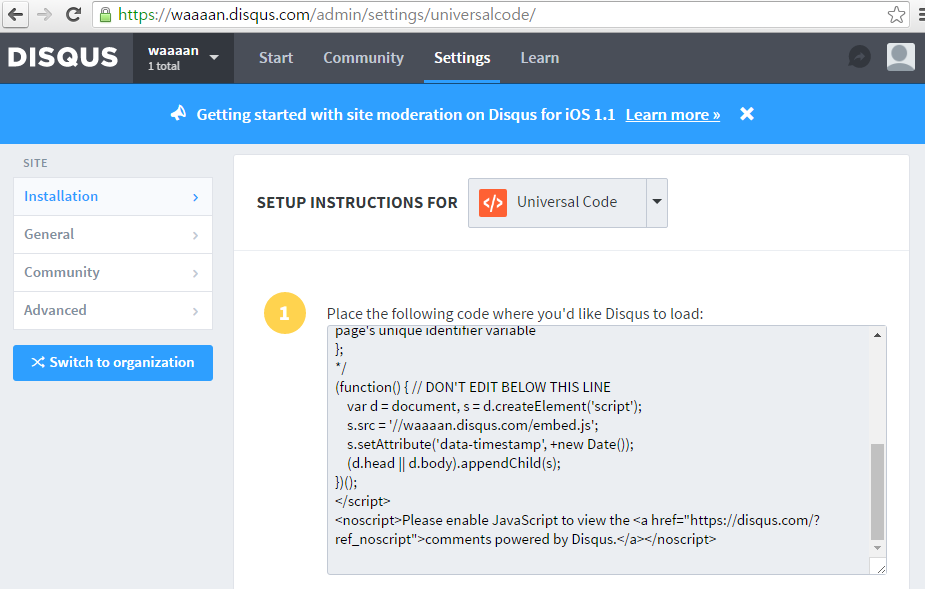 https://waaaan.disqus.com/admin/settings/universalcode/
DISQUS
waaaan
1 total
Start Community Settings Learn
Getting started with site moderation on Disqus for iOS 1.1 Learn more »
SITE
Installation
General
Community
Advanced
Switch to organization
SETUP INSTRUCTIONS FOR
</> Universal Code
1
Place the following code where you'd like Disqus to load:
page's unique identifier variable
};
*/
(function() { // DON'T EDIT BELOW THIS LINE
var d = document, s = d.createElement('script');
s.src = '//waaaan.disqus.com/embed.js';
s.setAttribute('data-timestamp', +new Date());
(d.head || d.body).appendChild(s);
})();
</script>
<noscript>Please enable JavaScript to view the <a href="https://disqus.com/?
ref_noscript">comments powered by Disqus.</a></noscript>